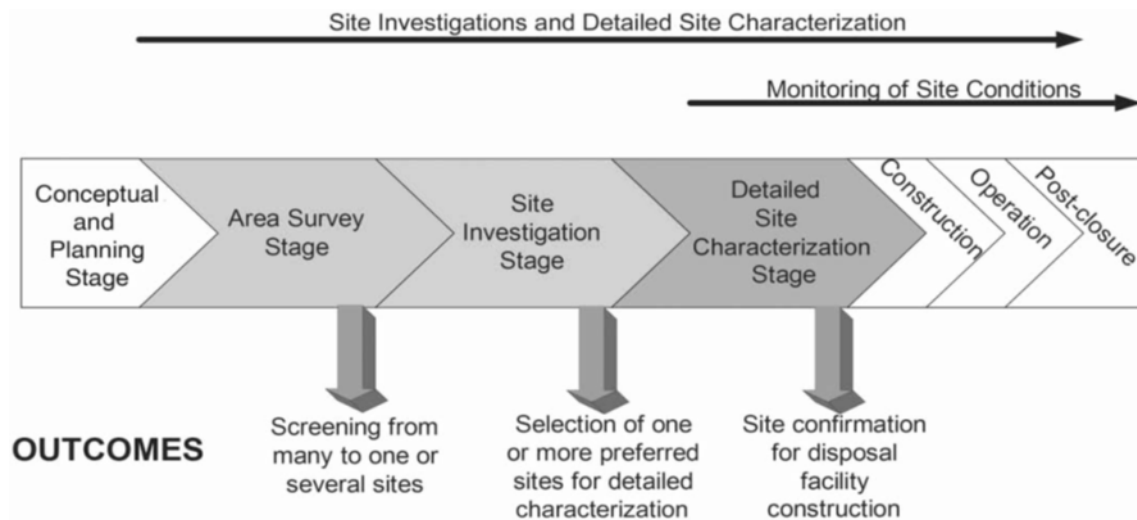 Site Investigations and Detailed Site Characterization
Monitoring of Site Conditions
Conceptual
and
Planning
Stage
Area Survey
Stage
Site
Investigation
Stage
Detailed
Site
Characterization
Stage
Construction
Operation
Post-closure
OUTCOMES
Screening from
many to one or
several sites
Selection of one
or more preferred
sites for detailed
characterization
Site confirmation
for disposal
facility
construction